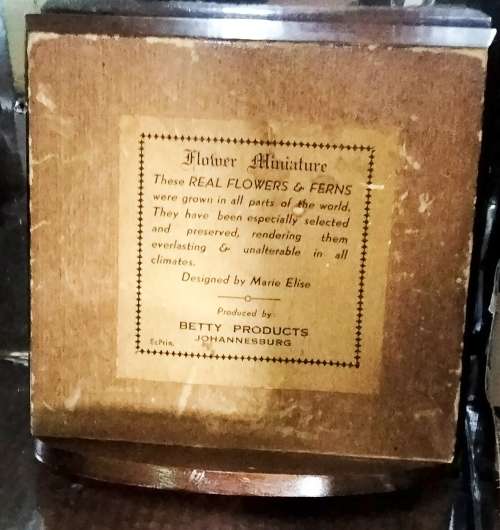 Flower Miniature
These REAL FLOWERS & FERNS
were grown in all parts of the world.
They have been especially selected
and preserved, rendering them
everlasting & unalterable in all
climates.
Designed by Marie Elise
Produced by:
BETTY PRODUCTS
EcPrin. JOHANNESBURG